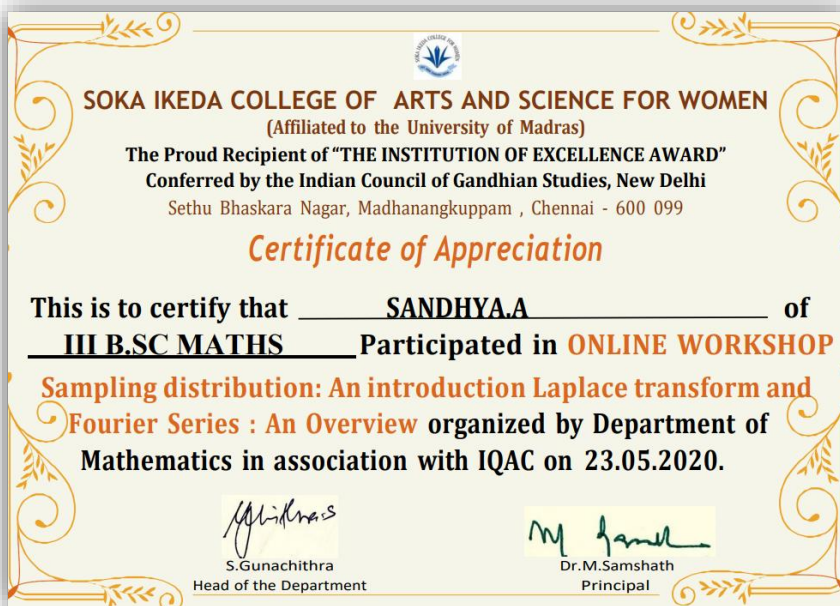 SOKA IKEDA COLLEGE OF ARTS AND SCIENCE FOR WOMEN
(Affiliated to the University of Madras)
The Proud Recipient of “THE INSTITUTION OF EXCELLENCE AWARD”
Conferred by the Indian Council of Gandhian Studies, New Delhi
Sethu Bhaskara Nagar, Madhanangkuppam , Chennai - 600 099
Certificate of Appreciation
This is to certify that SANDHYA.A of
III B.SC MATHS Participated in ONLINE WORKSHOP
Sampling distribution: An introduction Laplace transform and
Fourier Series : An Overview organized by Department of
Mathematics in association with IQAC on 23.05.2020.
S.Gunachithra
Head of the Department
Dr.M.Samshath
Principal